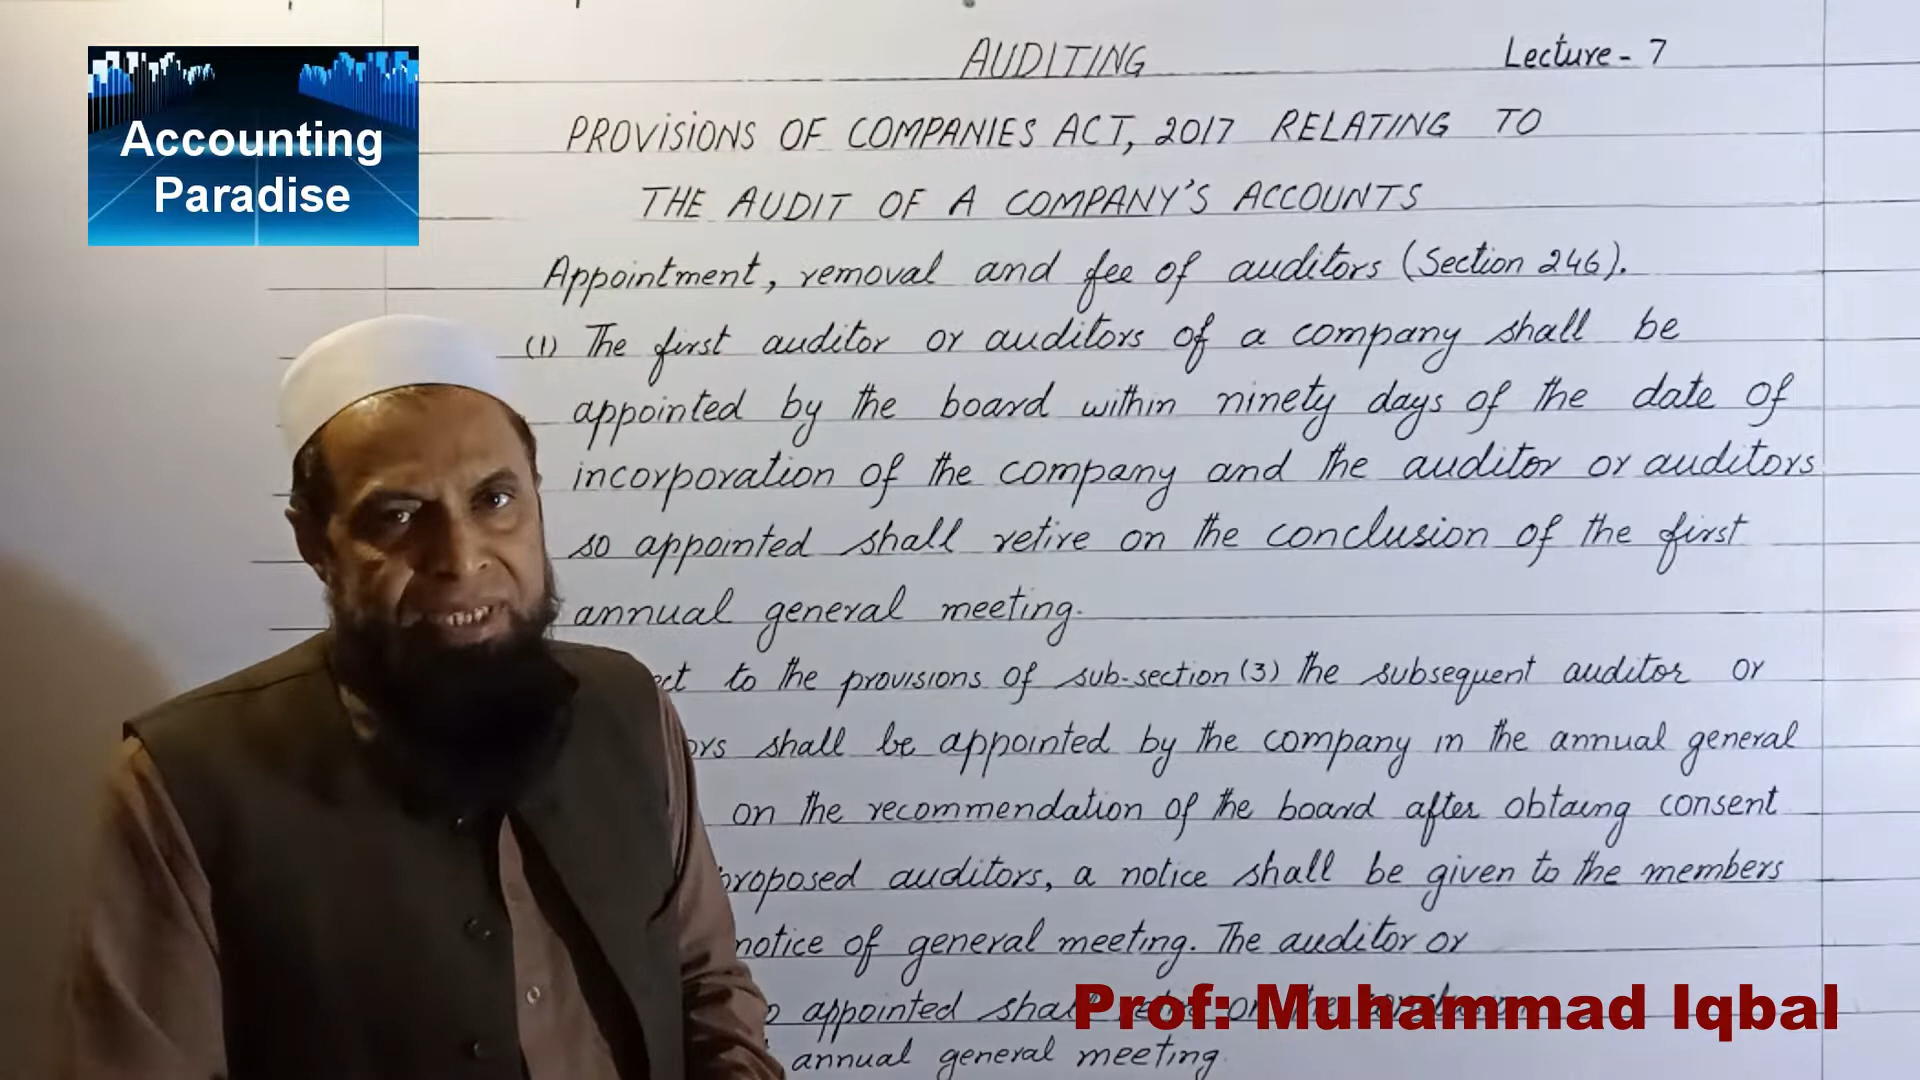 AUDITING Lecture - 7
Accounting
Paradise
PROVISIONS OF COMPANIES ACT, 2017 RELATING TO
THE AUDIT OF A COMPANY'S ACCOUNTS
Appointment, removal and fee of auditors (Section 246).
(1) The first auditor or auditors of a company shall be
appointed by the board within ninety days of the date of
incorporation of the company and the auditor or auditors
so appointed shall retire on the conclusion of the first
annual general meeting.
to the provisions of sub-section (3) the subsequent auditor or
shall be appointed by the company in the annual general
on the recommendation of the board after obtaing consent
proposed auditors, a notice shall be given to the members
notice of general meeting. The auditor or
appointed shall
Prof: Muhammad Iqbal
annual general meeting.